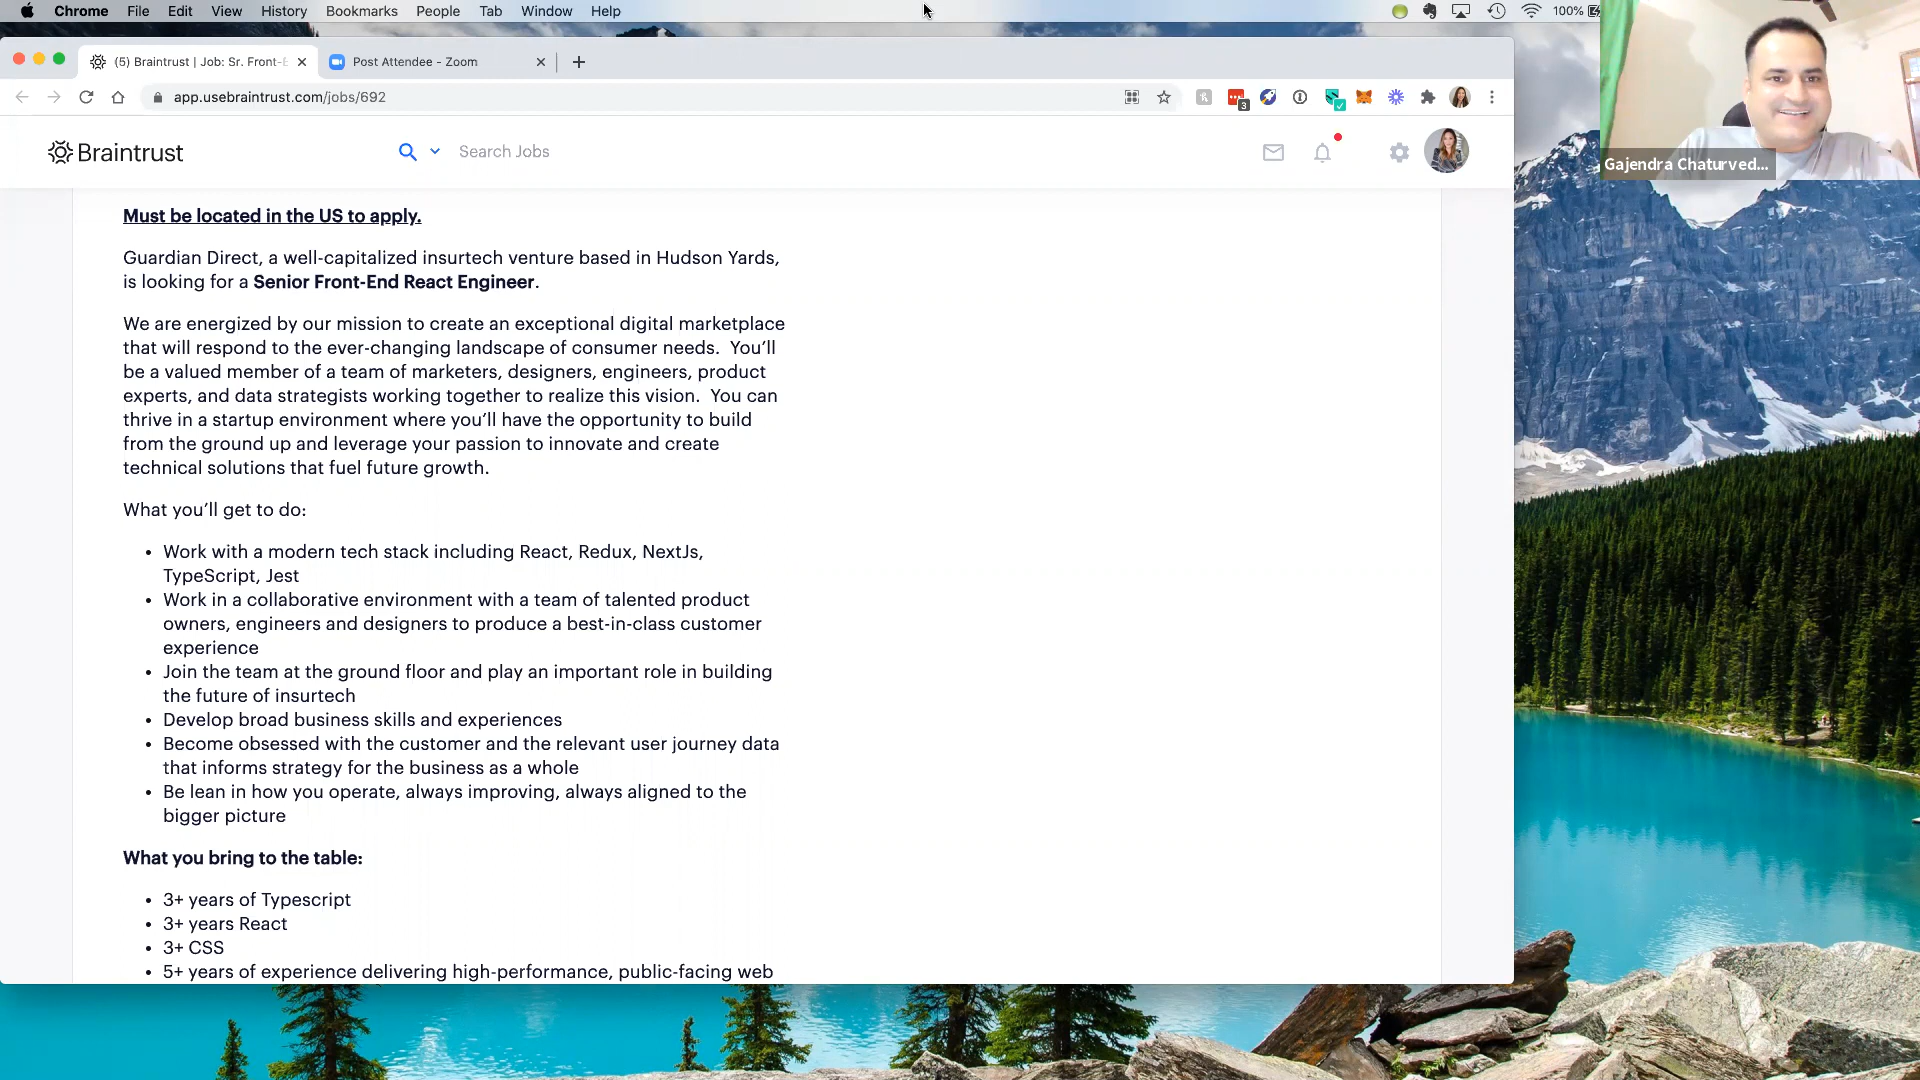 Chrome File Edit View History Bookmarks People Tab Window Help 100%
(5) Braintrust | Job: Sr. Front-E Post Attendee - Zoom
app.usebraintrust.com/jobs/692
3
Braintrust Search Jobs
Gajendra Chaturved...
Must be located in the US to apply.
Guardian Direct, a well-capitalized insurtech venture based in Hudson Yards,
is looking for a Senior Front-End React Engineer.
We are energized by our mission to create an exceptional digital marketplace
that will respond to the ever-changing landscape of consumer needs. You'll
be a valued member of a team of marketers, designers, engineers, product
experts, and data strategists working together to realize this vision. You can
thrive in a startup environment where you'll have the opportunity to build
from the ground up and leverage your passion to innovate and create
technical solutions that fuel future growth.
What you'll get to do:
• Work with a modern tech stack including React, Redux, NextJs,
TypeScript, Jest
• Work in a collaborative environment with a team of talented product
owners, engineers and designers to produce a best-in-class customer
experience
• Join the team at the ground floor and play an important role in building
the future of insurtech
• Develop broad business skills and experiences
• Become obsessed with the customer and the relevant user journey data
that informs strategy for the business as a whole
• Be lean in how you operate, always improving, always aligned to the
bigger picture
What you bring to the table:
• 3+ years of Typescript
• 3+ years React
• 3+ CSS
• 5+ years of experience delivering high-performance, public-facing web